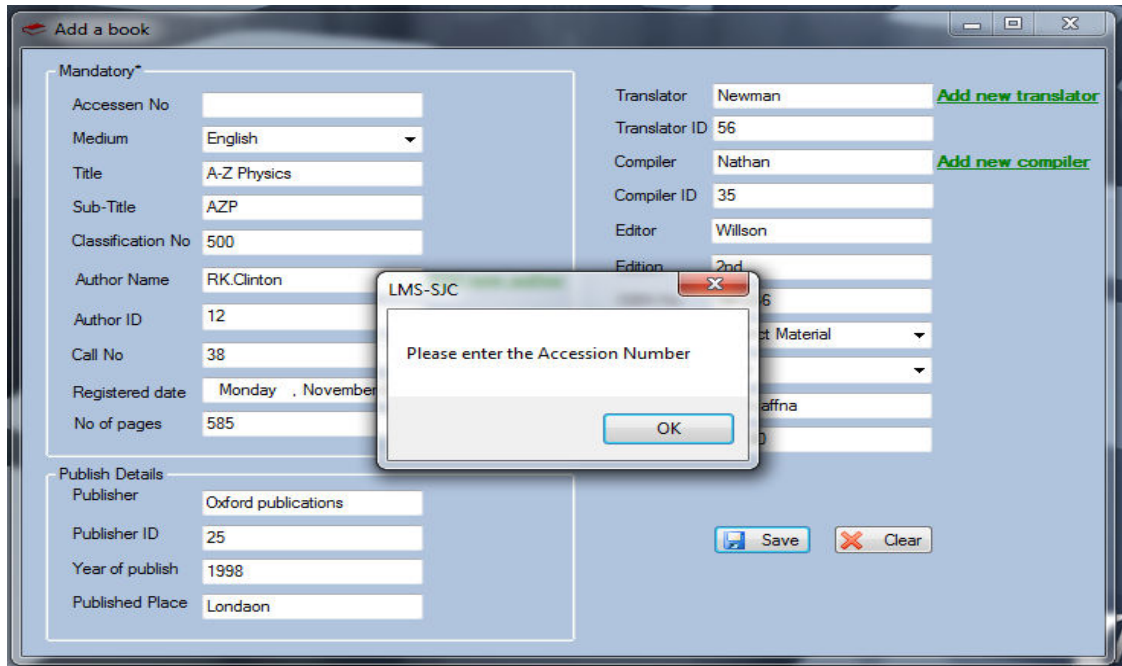 Add a book
Mandatory*
Accessen No
Medium English
Title A-Z Physics
Sub-Title AZP
Classification No 500
Author Name RK.Clinton
Author ID 12
Call No 38
Registered date Monday , November
No of pages 585
Publish Details
Publisher Oxford publications
Publisher ID 25
Year of publish 1998
Published Place Londaon
Translator Newman Add new translator
Translator ID 56
Compiler Nathan Add new compiler
Compiler ID 35
Editor Willson
Edition 2nd
6
ct Material
affna
LMS-SJC
Please enter the Accession Number
OK
Save Clear